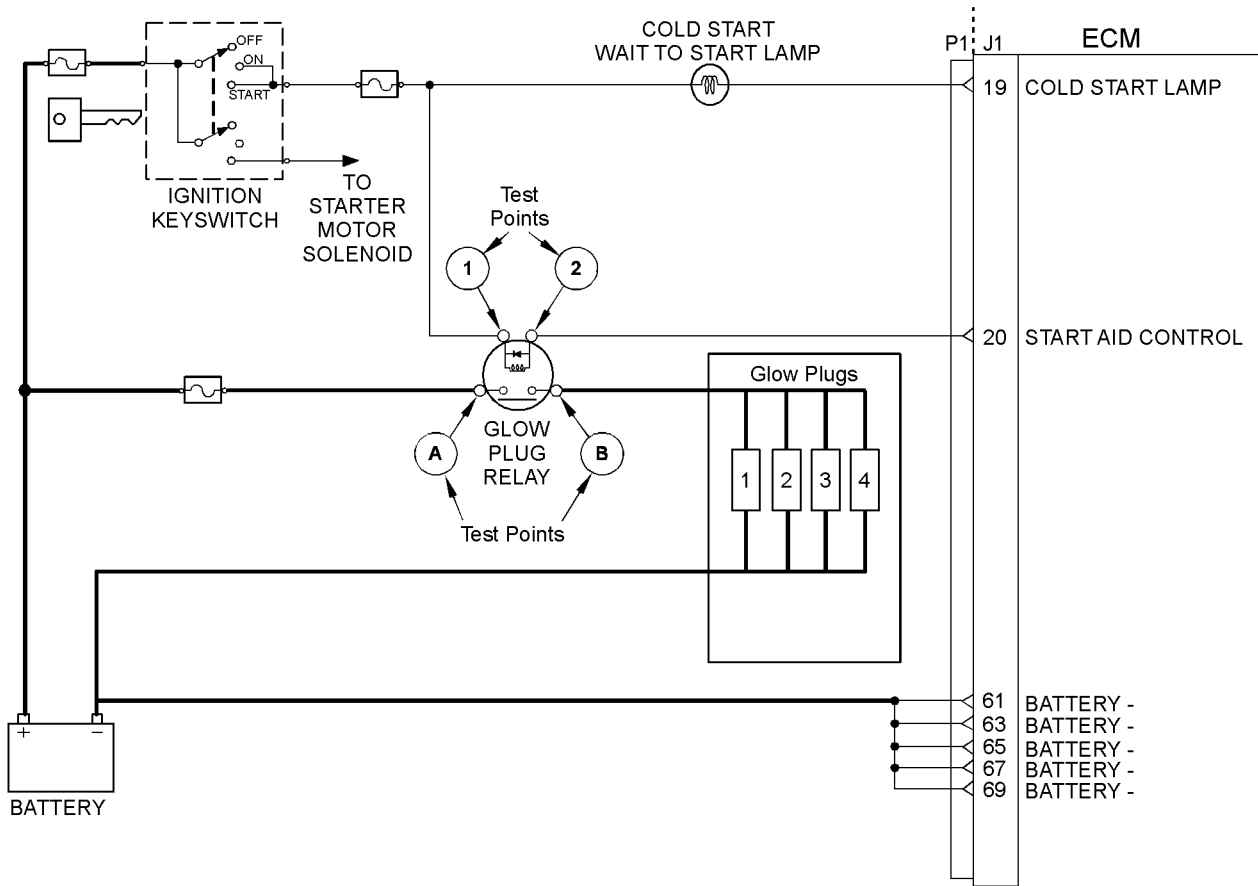 COLD START
WAIT TO START LAMP
P1 J1
ECM
OFF
ON
START
19 COLD START LAMP
IGNITION
KEYSWITCH
TO
STARTER
MOTOR
SOLENOID
Test
Points
1
2
20 START AID CONTROL
Glow Plugs
A
GLOW
PLUG
RELAY
B
1 2 3 4
Test Points
61 BATTERY -
63 BATTERY -
65 BATTERY -
67 BATTERY -
69 BATTERY -
+ -
BATTERY